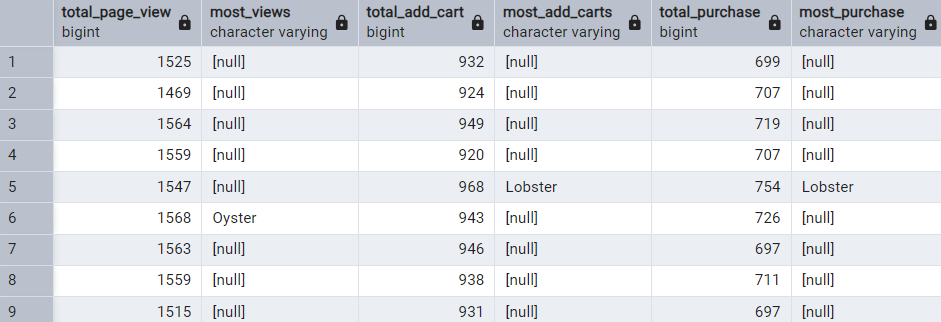 total_page_view most_views total_add_cart most_add_carts total_purchase most_purchase
bigint character varying bigint character varying bigint character varying
1 1525 [null] 932 [null] 699 [null]
2 1469 [null] 924 [null] 707 [null]
3 1564 [null] 949 [null] 719 [null]
4 1559 [null] 920 [null] 707 [null]
5 1547 [null] 968 Lobster 754 Lobster
6 1568 Oyster 943 [null] 726 [null]
7 1563 [null] 946 [null] 697 [null]
8 1559 [null] 938 [null] 711 [null]
9 1515 [null] 931 [null] 697 [null]